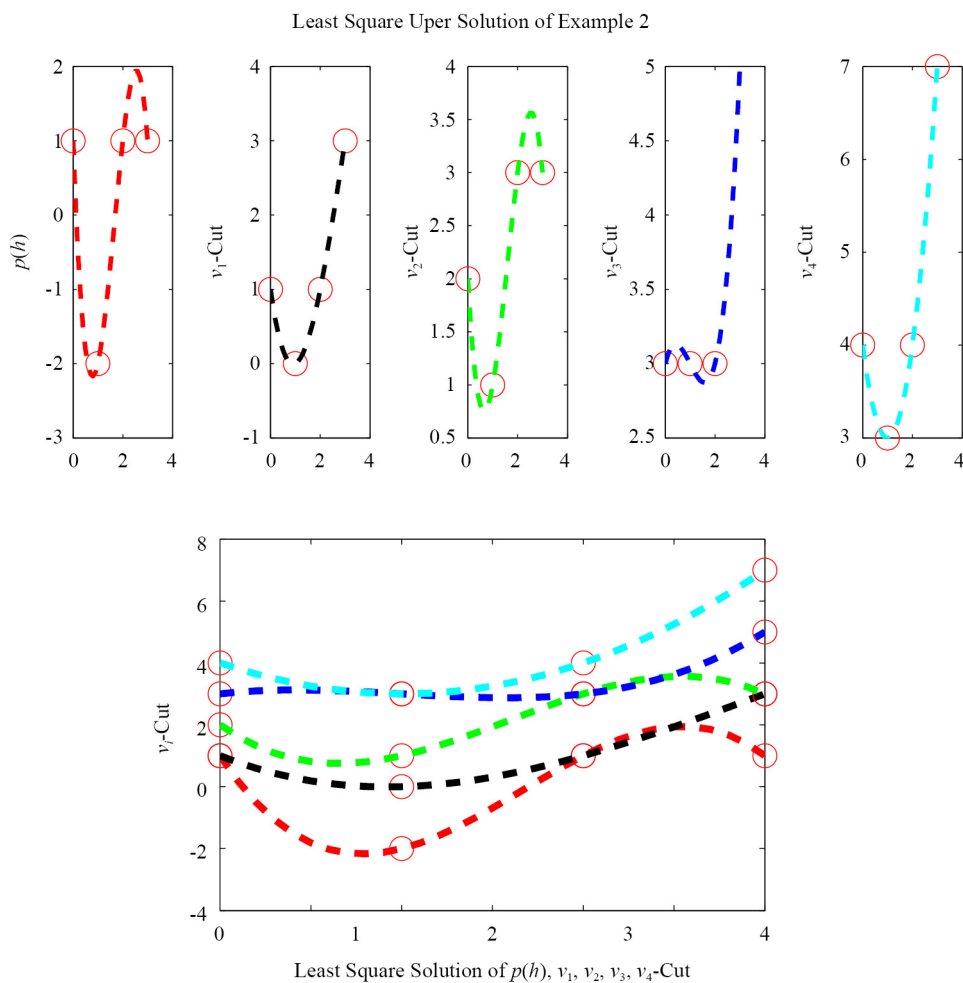 Least Square Uper Solution of Example 2
2
1
0
-1
-2
-3
p(h)
0 2 4
4
3
2
1
0
-1
v₁-Cut
0 2 4
4
3.5
3
2.5
2
1.5
1
0.5
v₂-Cut
0 2 4
5
4.5
4
3.5
3
2.5
v₃-Cut
0 2 4
7
6
5
4
3
v₄-Cut
0 2 4
8
6
4
2
0
-2
-4
vᵢ-Cut
0 1 2 3 4
Least Square Solution of p(h), v₁, v₂, v₃, v₄-Cut